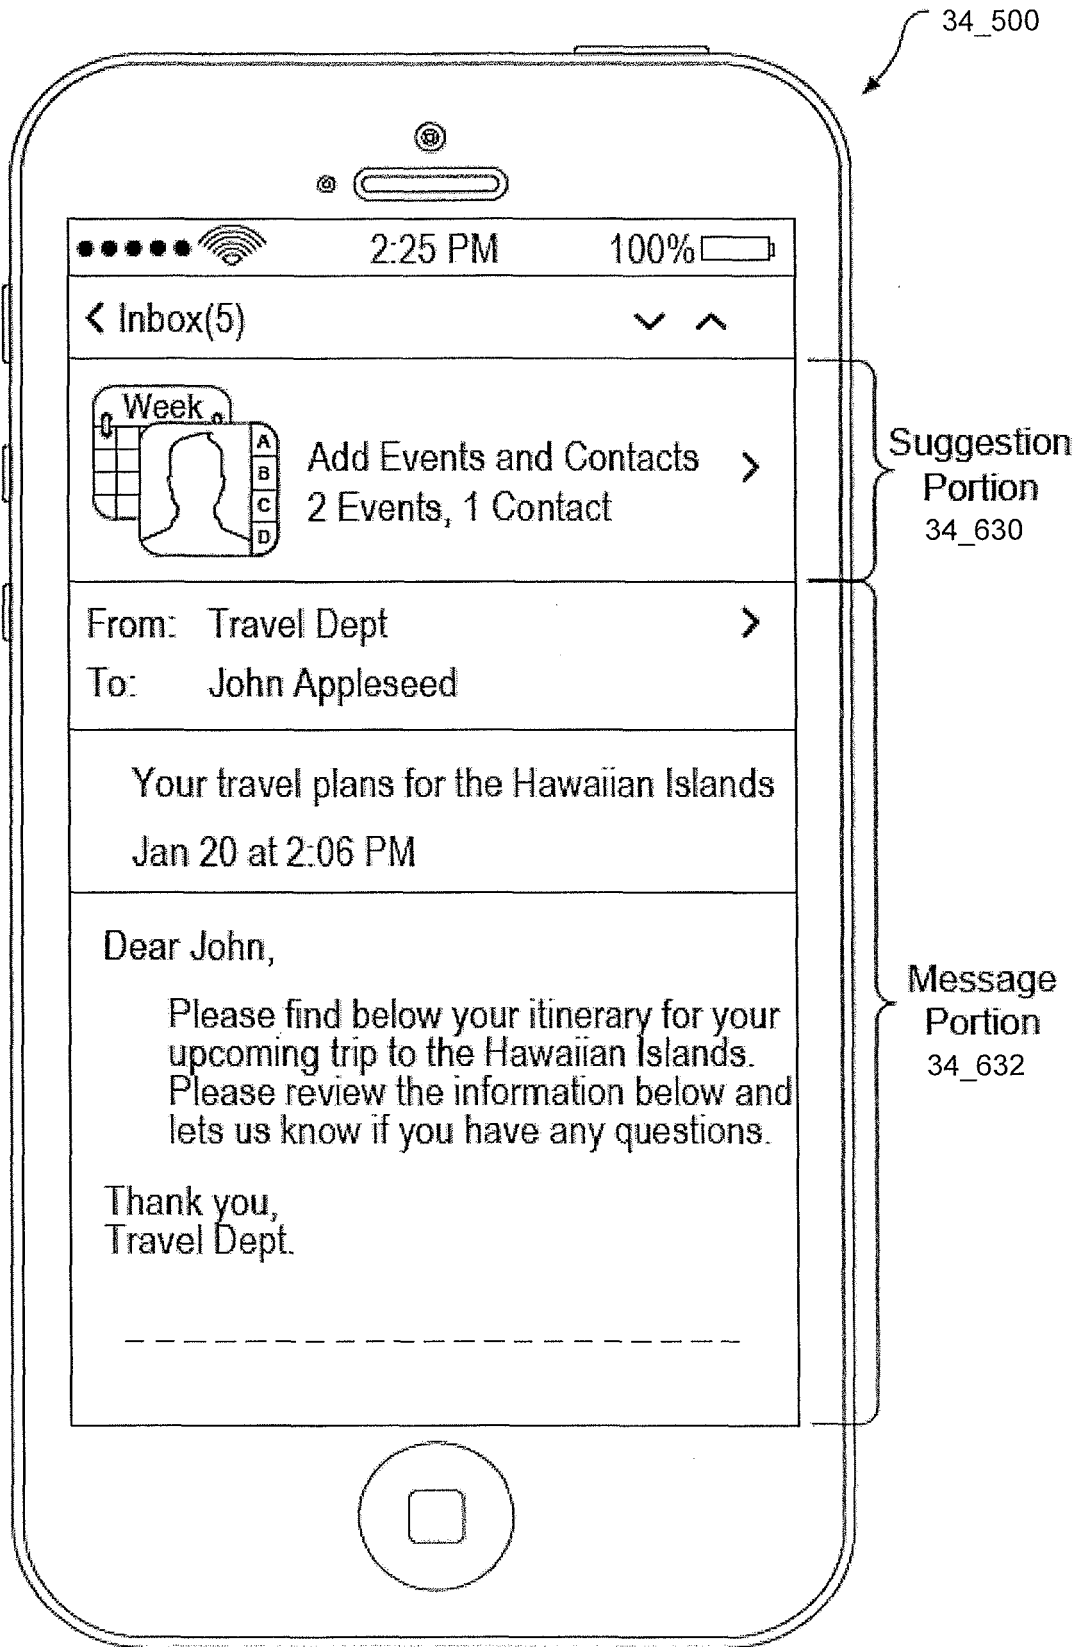 34_500
2:25 PM
100%
Inbox(5)
Week
A
B
C
D
Add Events and Contacts
2 Events, 1 Contact
Suggestion
Portion
34_630
From: Travel Dept
To: John Appleseed
Your travel plans for the Hawaiian Islands
Jan 20 at 2:06 PM
Dear John,
Please find below your itinerary for your
upcoming trip to the Hawaiian Islands.
Please review the information below and
lets us know if you have any questions.
Thank you,
Travel Dept.
Message
Portion
34_632